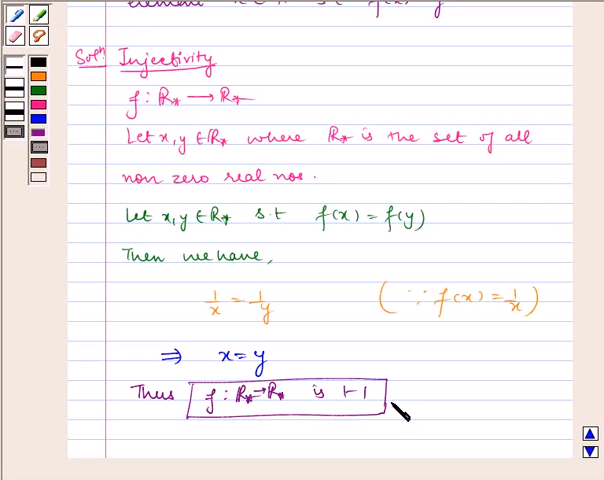 element x ∈ R* s.t f(x) = y
Solⁿ. Injectivity
f : R* → R*
Let x, y ∈ R* where R* is the set of all
non zero real nos.
Let x, y ∈ R* s.t f(x) = f(y)
Then we have,
1/x = 1/y (∵ f(x) = 1/x)
⇒ x = y
Thus f : R* → R* is 1-1